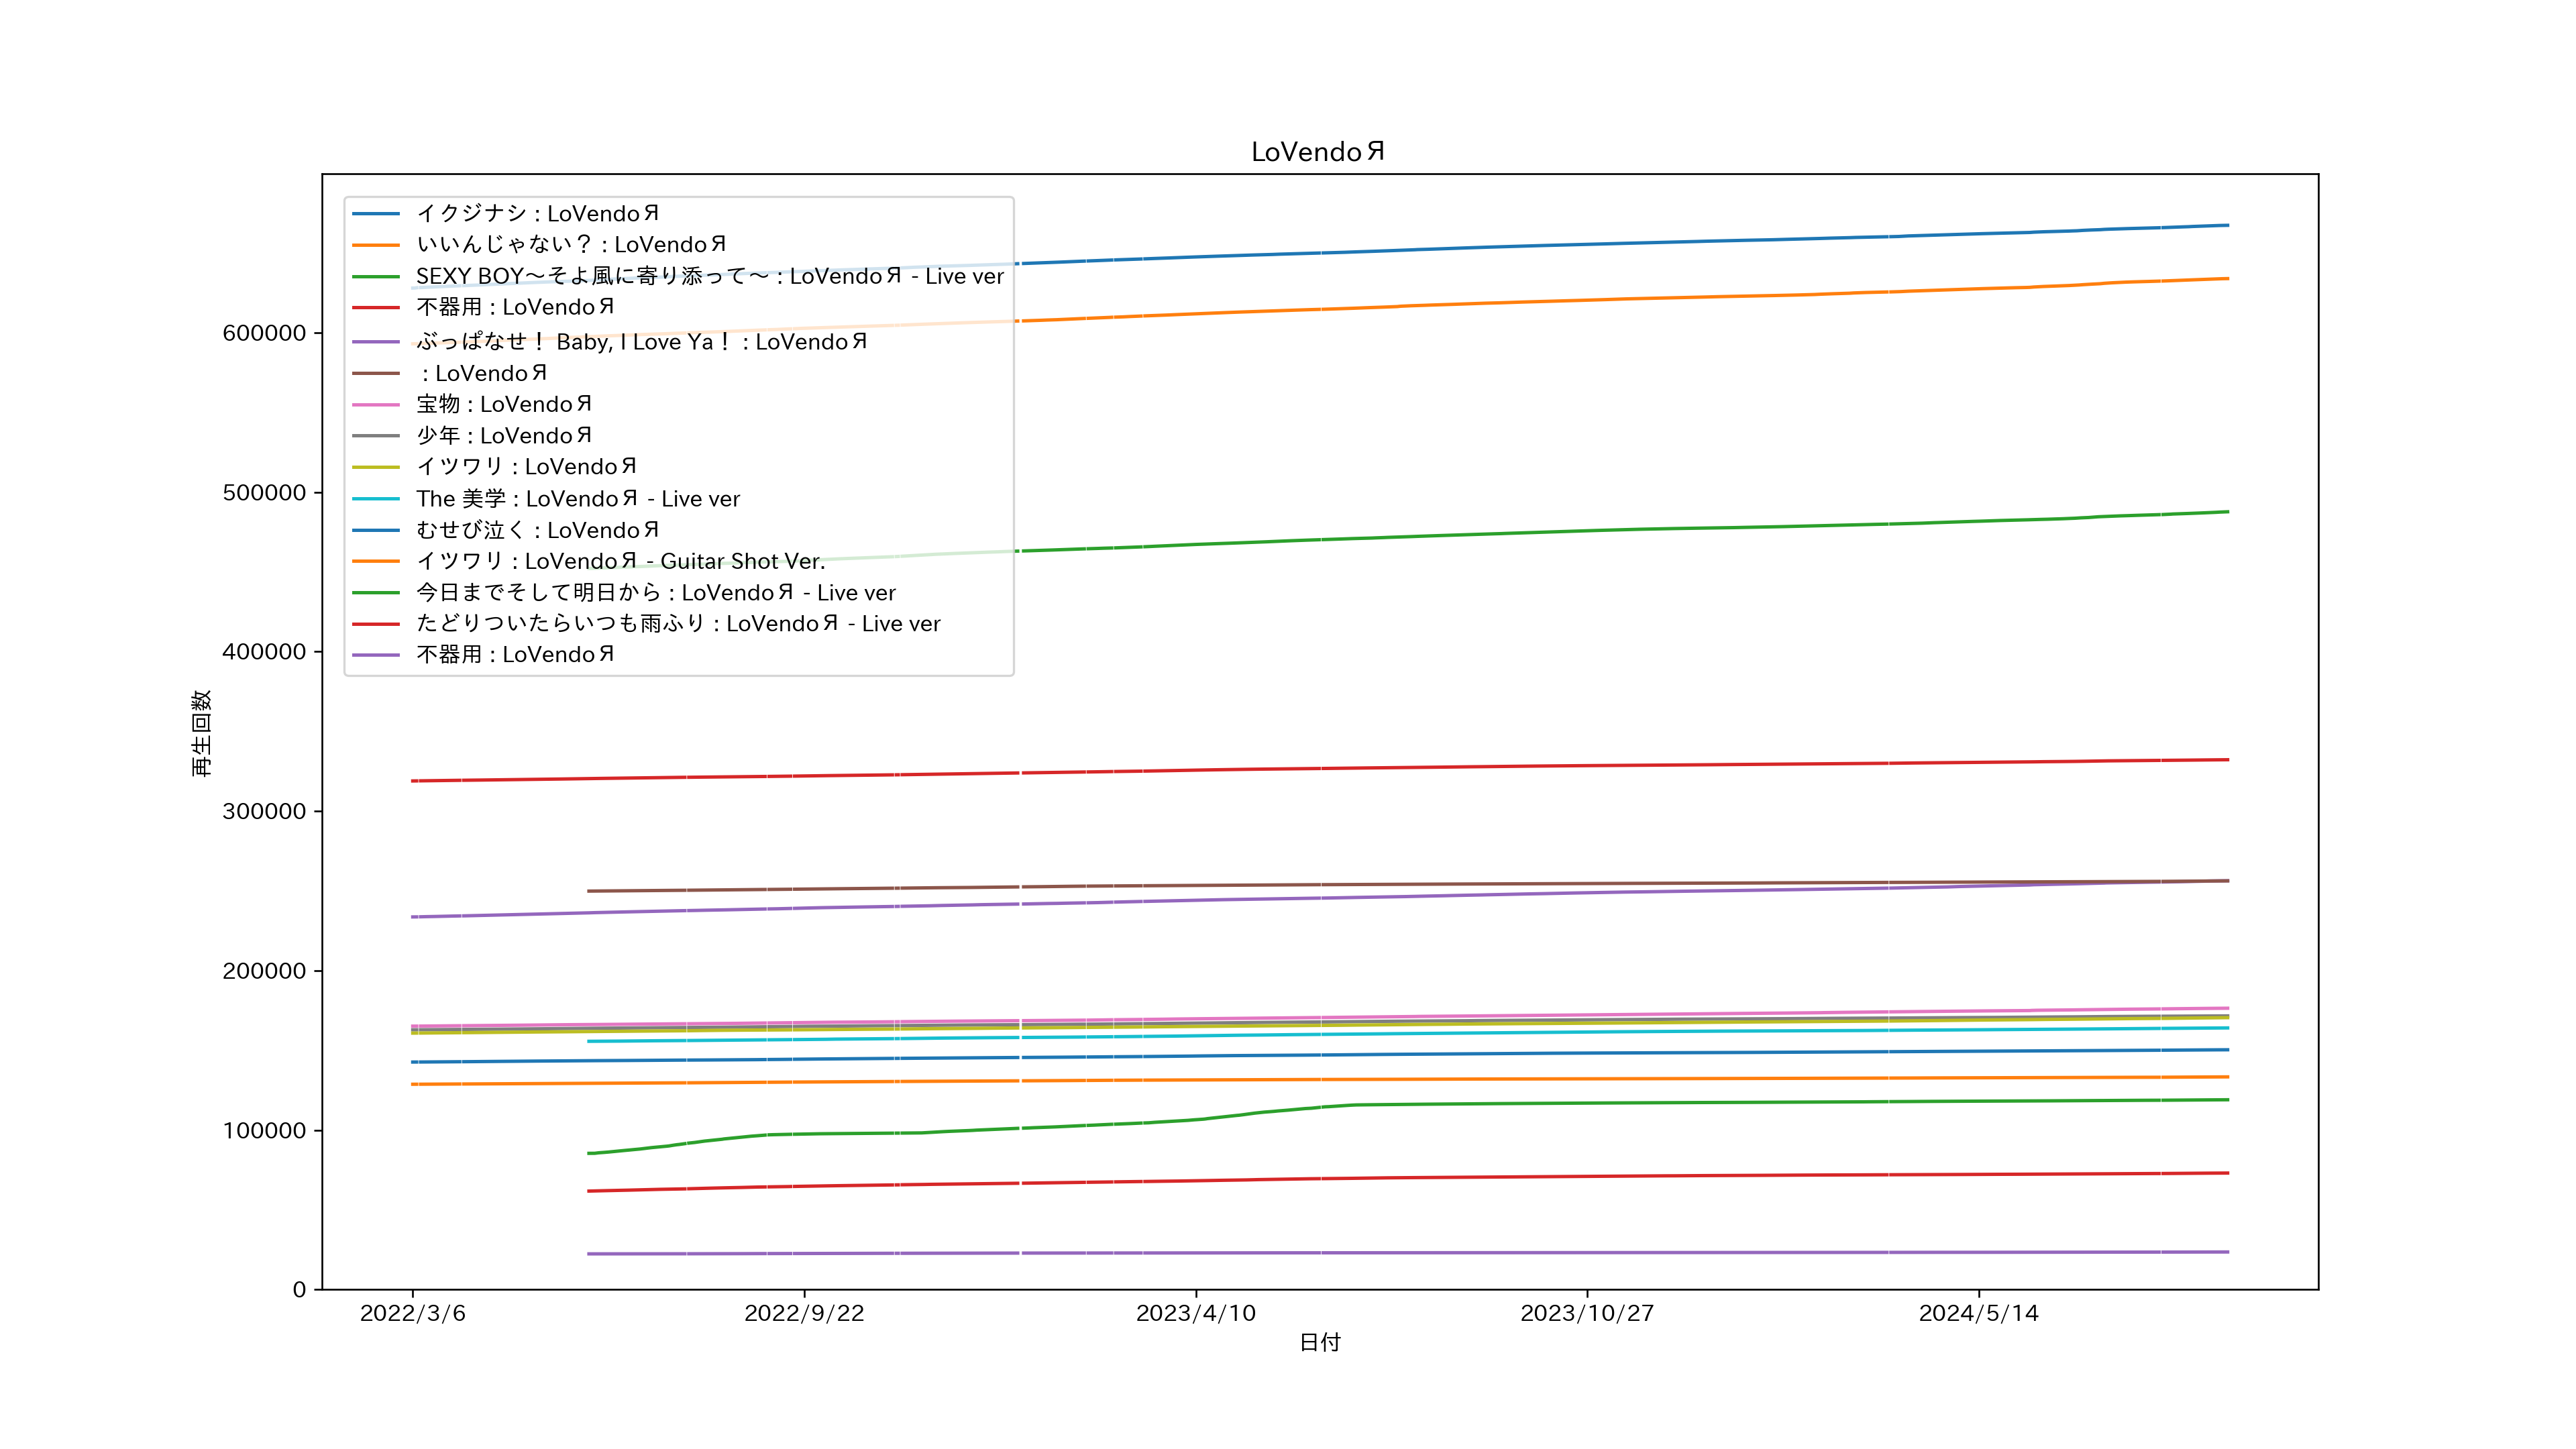 LoVendoЯ
イクジナシ : LoVendoЯ
いいんじゃない？ : LoVendoЯ
SEXY BOY～そよ風に寄り添って～ : LoVendoЯ - Live ver
不器用 : LoVendoЯ
ぶっぱなせ！ Baby, I Love Ya！ : LoVendoЯ
: LoVendoЯ
宝物 : LoVendoЯ
少年 : LoVendoЯ
イツワリ : LoVendoЯ
The 美学 : LoVendoЯ - Live ver
むせび泣く : LoVendoЯ
イツワリ : LoVendoЯ - Guitar Shot Ver.
今日までそして明日から : LoVendoЯ - Live ver
たどりついたらいつも雨ふり : LoVendoЯ - Live ver
不器用 : LoVendoЯ
600000
500000
400000
300000
200000
100000
0
再生回数
2022/3/6
2022/9/22
2023/4/10
2023/10/27
2024/5/14
日付